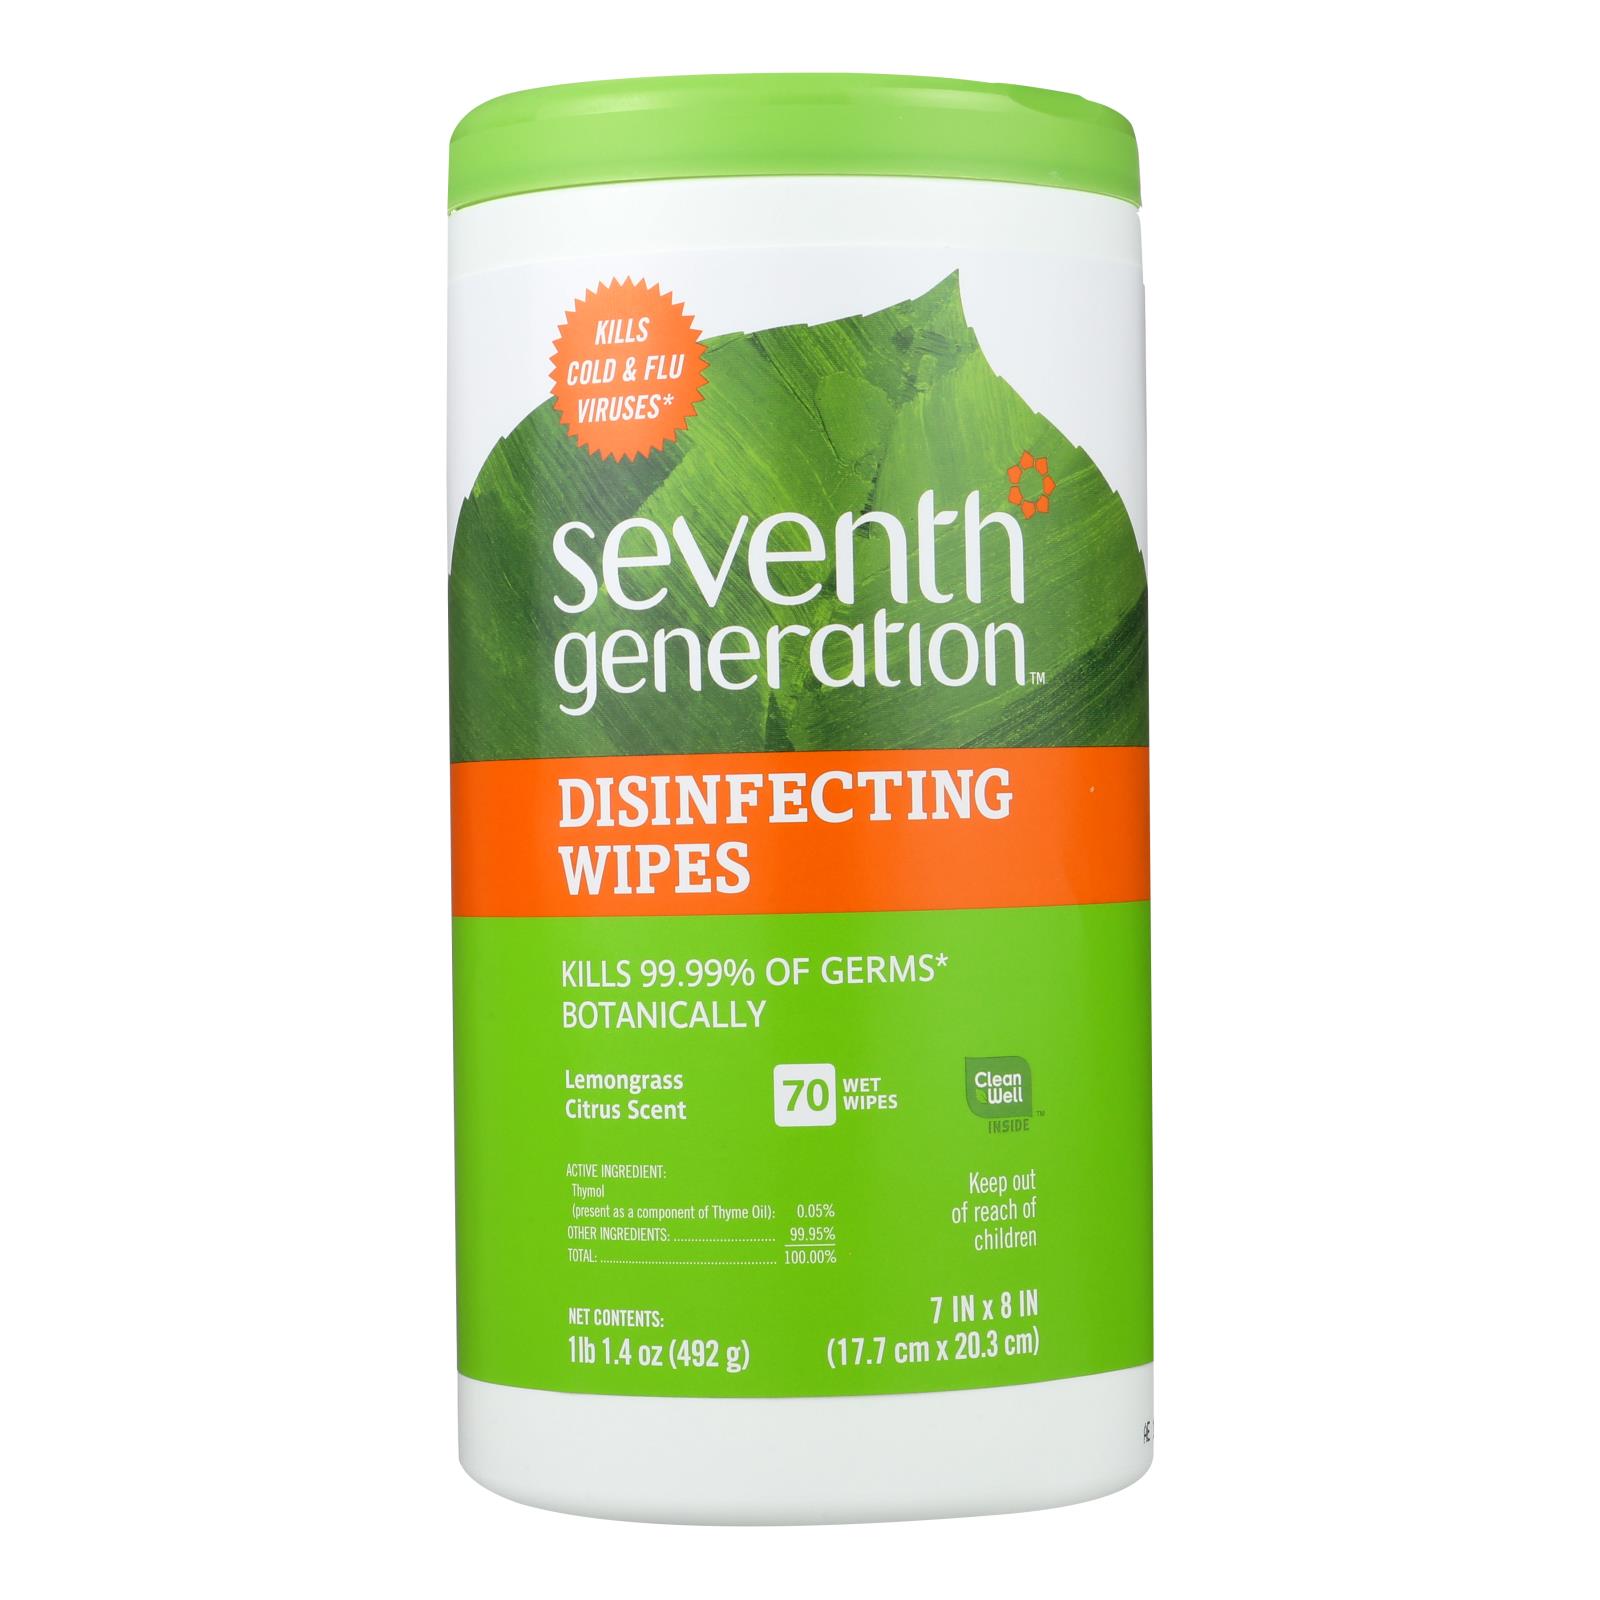 KILLS
COLD & FLU
VIRUSES*
seventh
generation™
DISINFECTING
WIPES
KILLS 99.99% OF GERMS*
BOTANICALLY
Lemongrass
Citrus Scent
70 WET
WIPES
Clean
Well™
INSIDE
ACTIVE INGREDIENT:
Thymol
(present as a component of Thyme Oil): 0.05%
OTHER INGREDIENTS: .......................... 99.95%
TOTAL: ............................................. 100.00%
Keep out
of reach of
children
NET CONTENTS:
1lb 1.4 oz (492 g)
7 IN x 8 IN
(17.7 cm x 20.3 cm)
AE